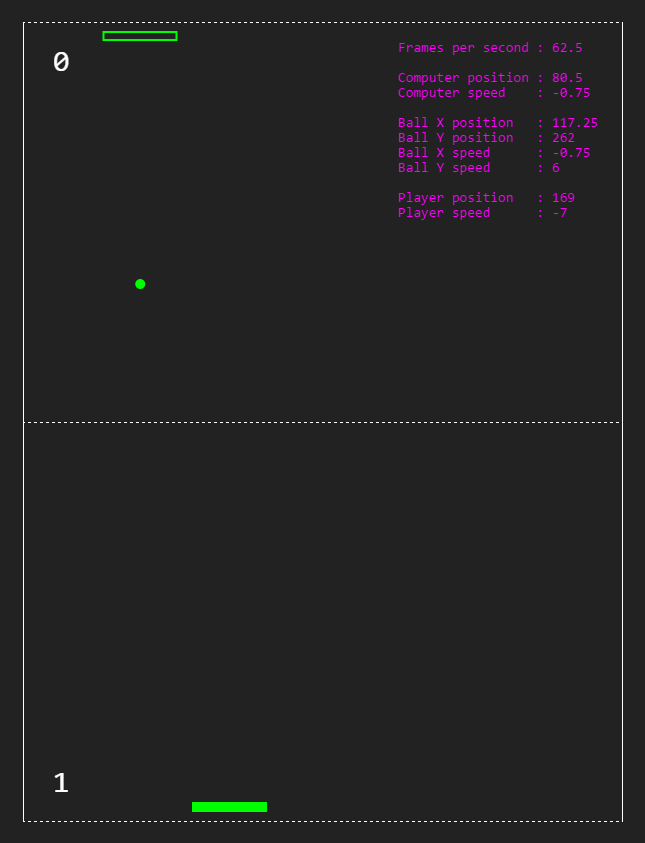 0
Frames per second : 62.5
Computer position : 80.5
Computer speed    : -0.75
Ball X position   : 117.25
Ball Y position   : 262
Ball X speed      : -0.75
Ball Y speed      : 6
Player position   : 169
Player speed      : -7
1